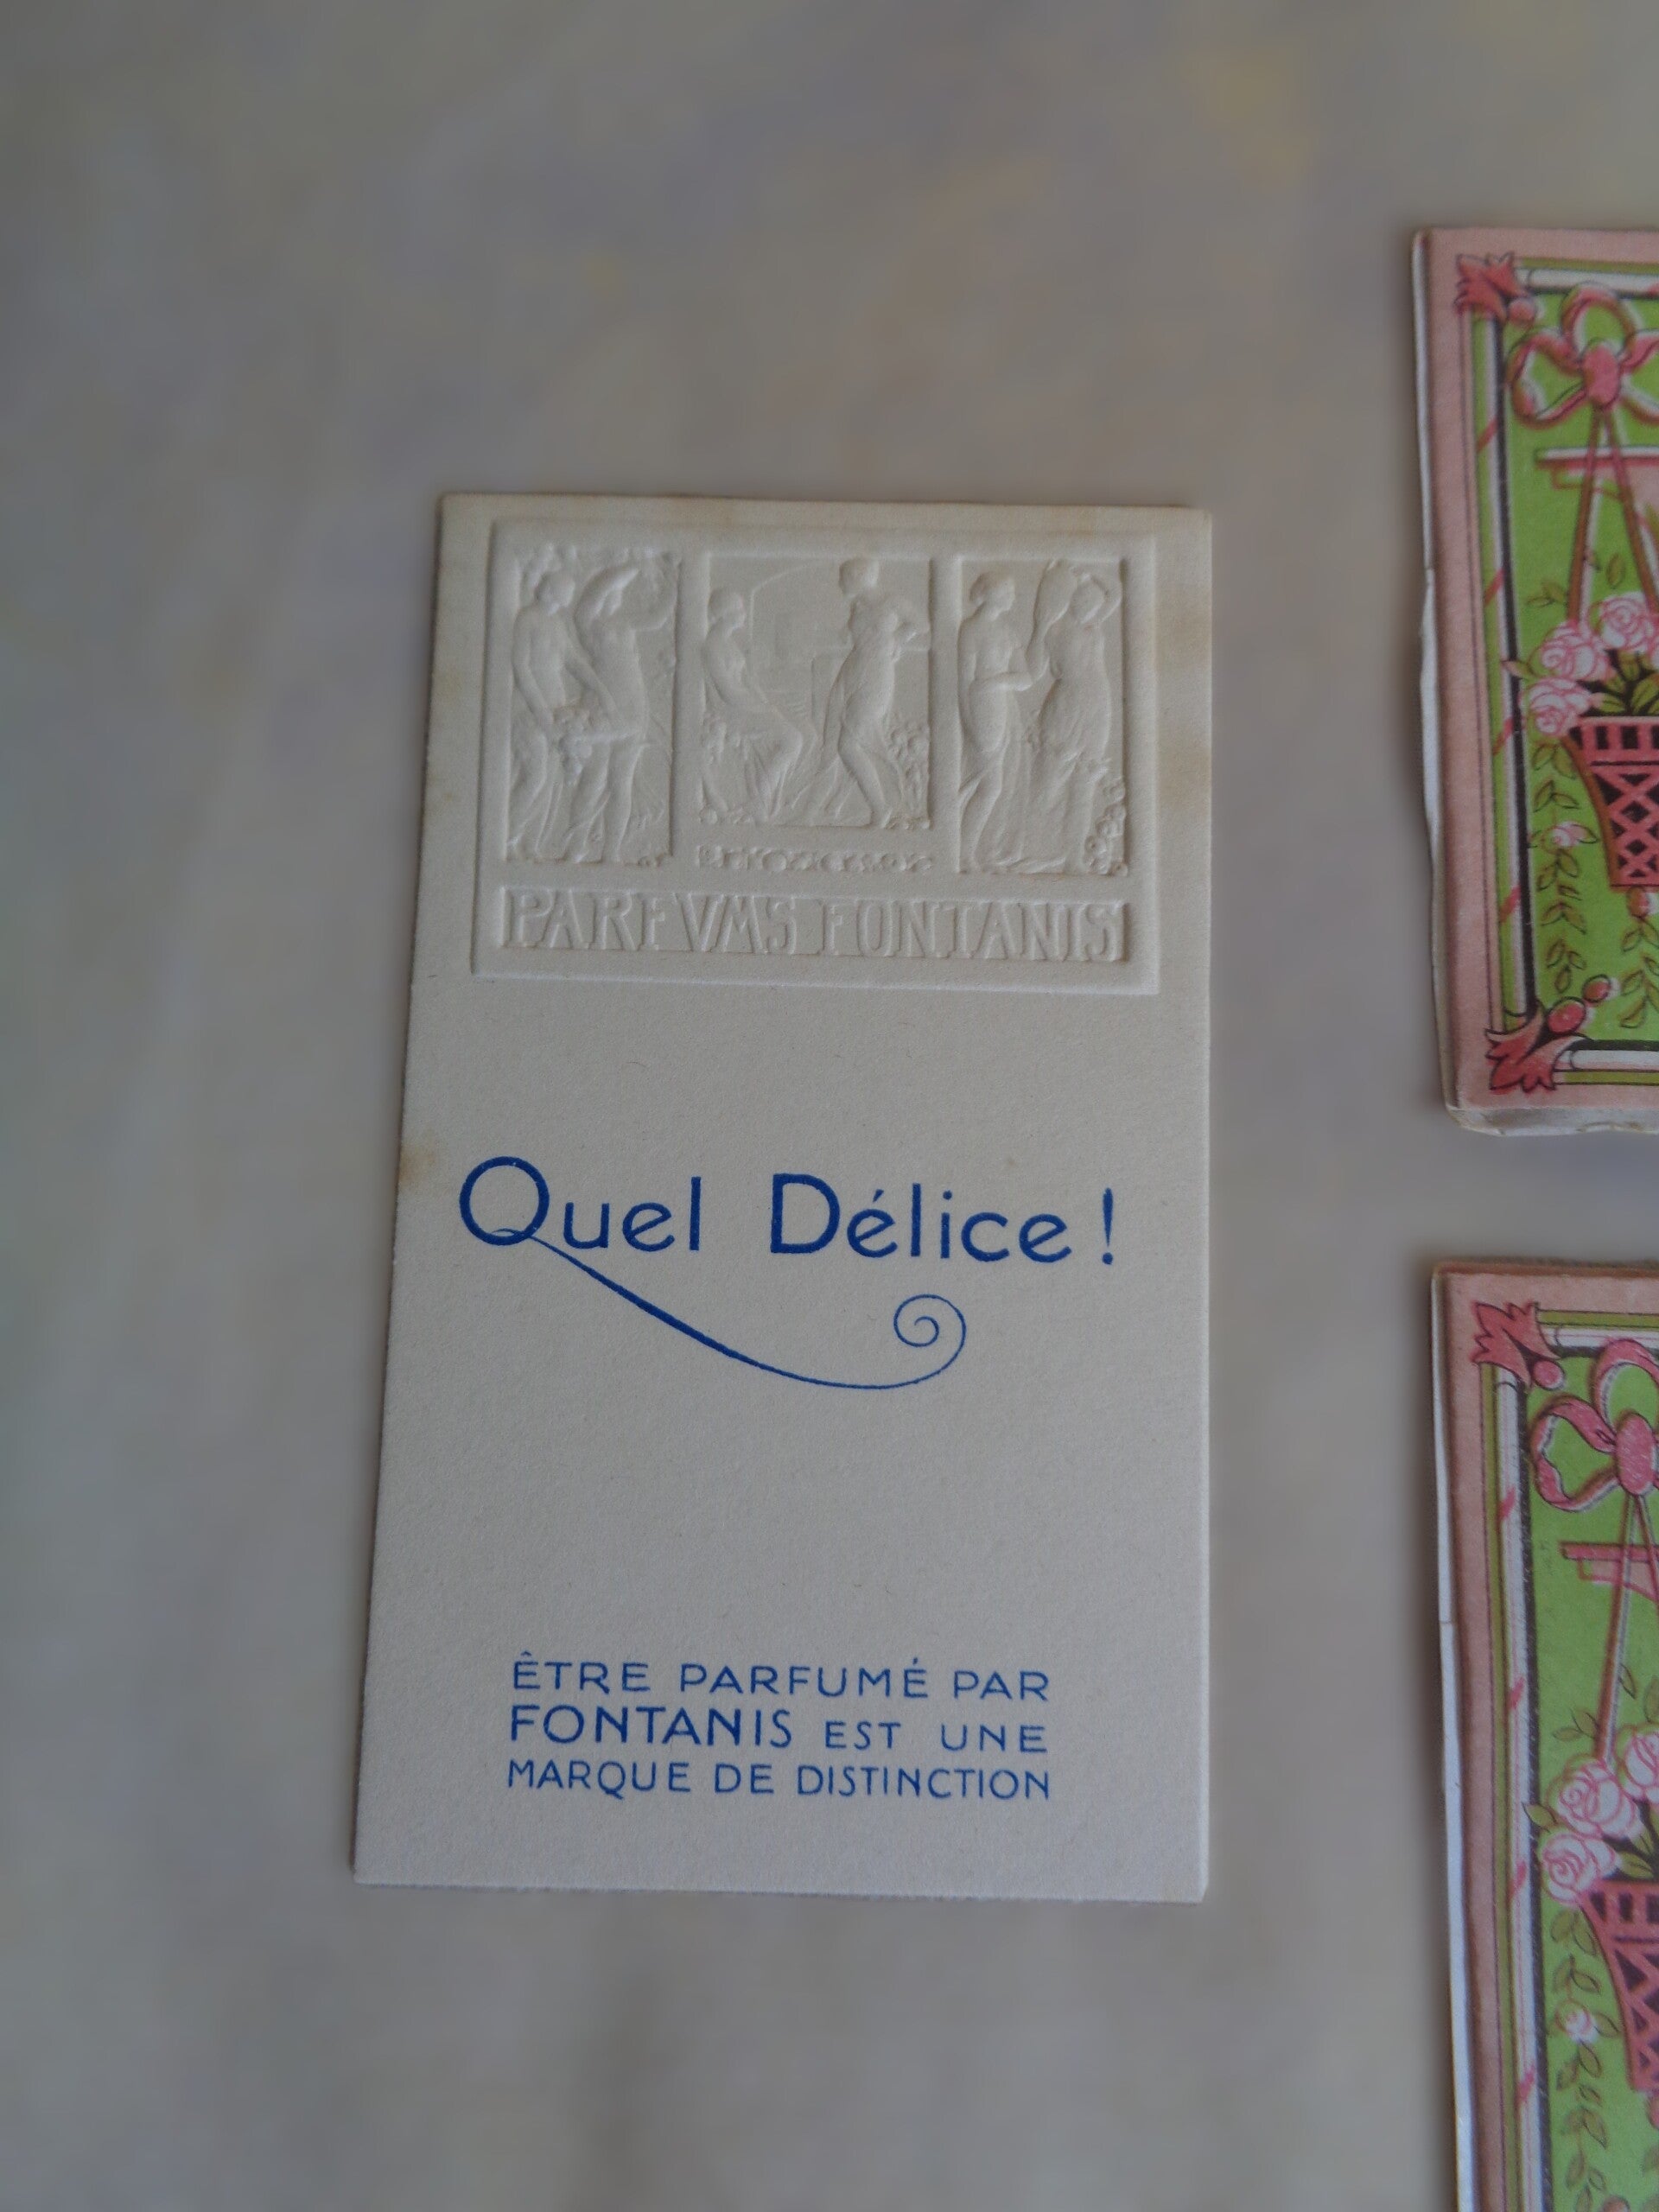 PARFVMS FONTANIS
Quel Délice !
ÊTRE PARFUMÉ PAR
FONTANIS EST UNE
MARQUE DE DISTINCTION